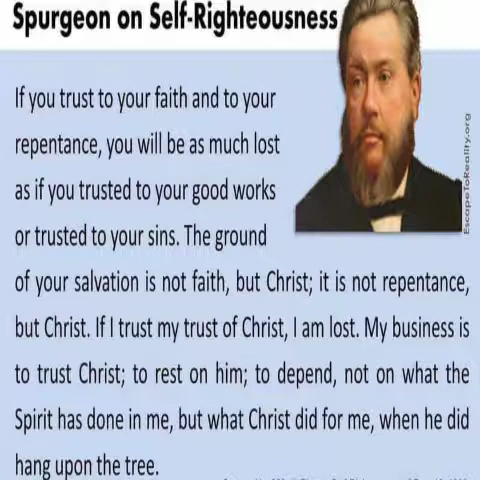 Spurgeon on Self-Righteousness
If you trust to your faith and to your
repentance, you will be as much lost
as if you trusted to your good works
or trusted to your sins. The ground
of your salvation is not faith, but Christ; it is not repentance,
but Christ. If I trust my trust of Christ, I am lost. My business is
to trust Christ; to rest on him; to depend, not on what the
Spirit has done in me, but what Christ did for me, when he did
hang upon the tree.
EscapeToReality.org